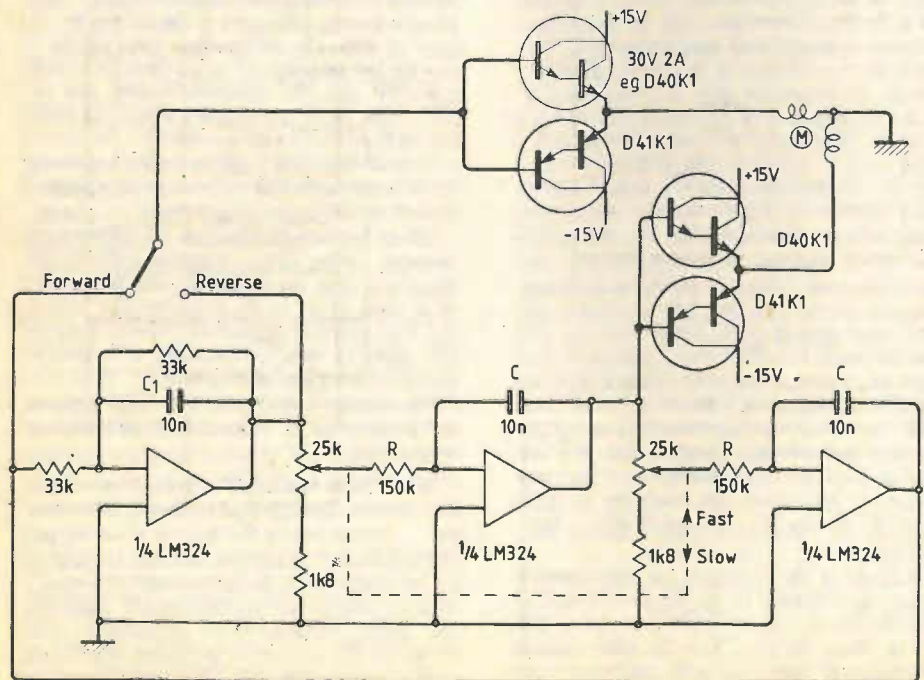 +15V
30V 2A
eg D40K1
D41K1
-15V
M
+15V
D40K1
D41K1
-15V
Forward
Reverse
33k
C1
10n
33k
1/4 LM324
25k
1k8
R
150k
C
10n
1/4 LM324
25k
1k8
R
150k
Fast
Slow
C
10n
1/4 LM324